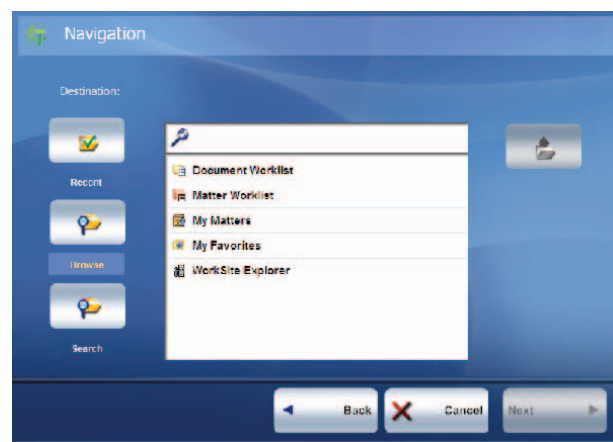 Navigation
Destination:
Recent
Browse
Search
Document Worklist
Matter Worklist
My Matters
My Favorites
WorkSite Explorer
Back
Cancel
Next